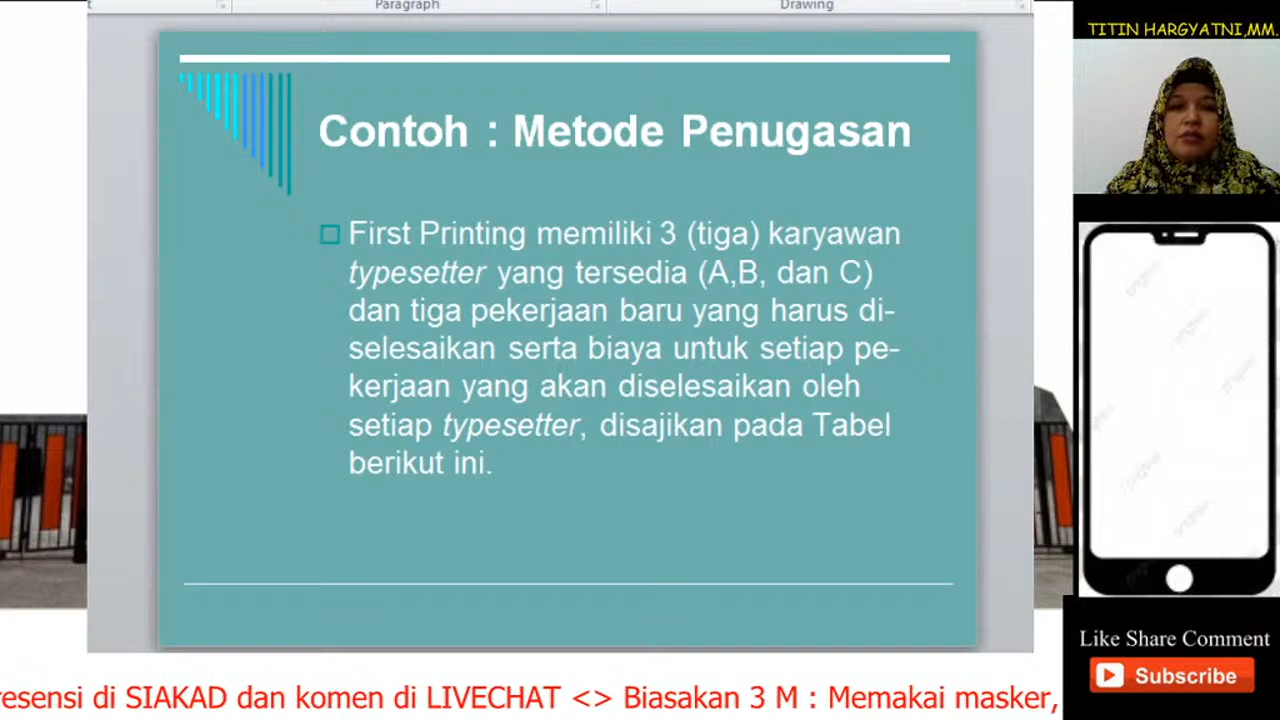 Paragraph
Drawing
TITIN HARGYATNI,MM.
Contoh : Metode Penugasan
First Printing memiliki 3 (tiga) karyawan
typesetter yang tersedia (A,B, dan C)
dan tiga pekerjaan baru yang harus di-
selesaikan serta biaya untuk setiap pe-
kerjaan yang akan diselesaikan oleh
setiap typesetter, disajikan pada Tabel
berikut ini.
Like Share Comment
Subscribe
resensi di SIAKAD dan komen di LIVECHAT <> Biasakan 3 M : Memakai masker,